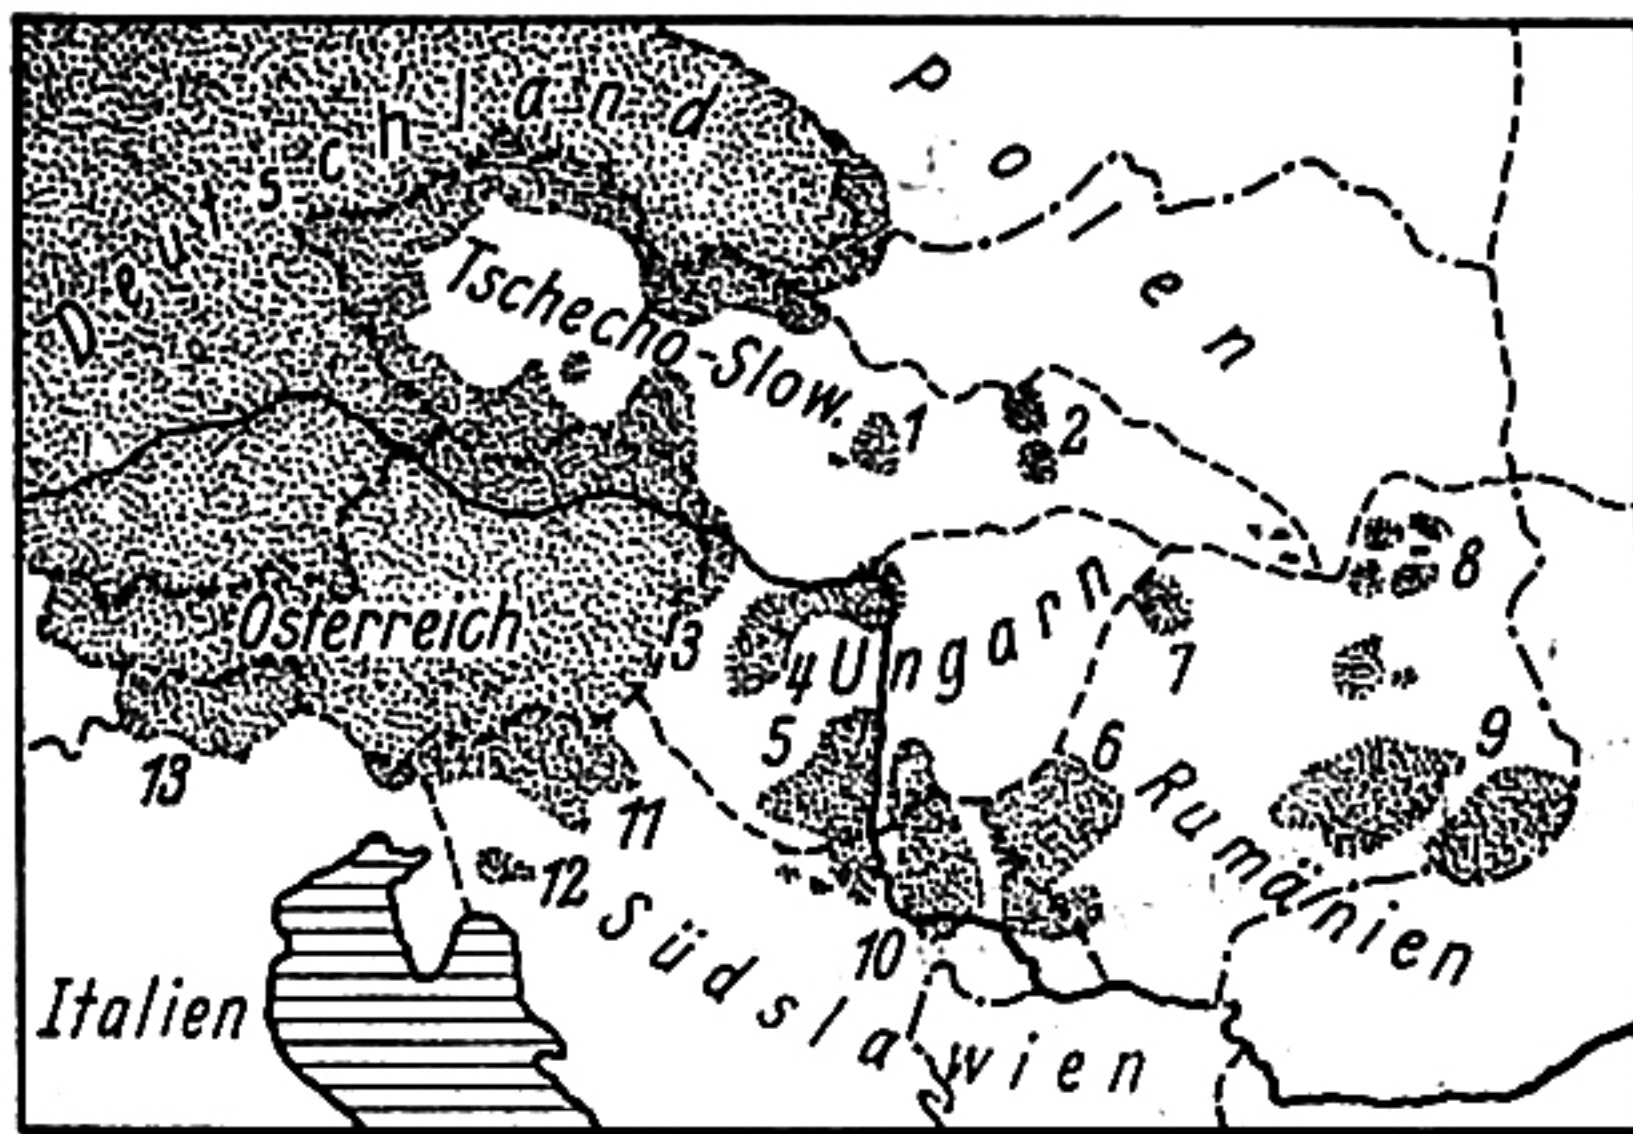 Deutschland
Polen
Tschecho-Slow.
1
2
Österreich
3
4
Ungarn
5
6
7
8
9
Rumänien
10
11
12
13
Südslawien
Italien